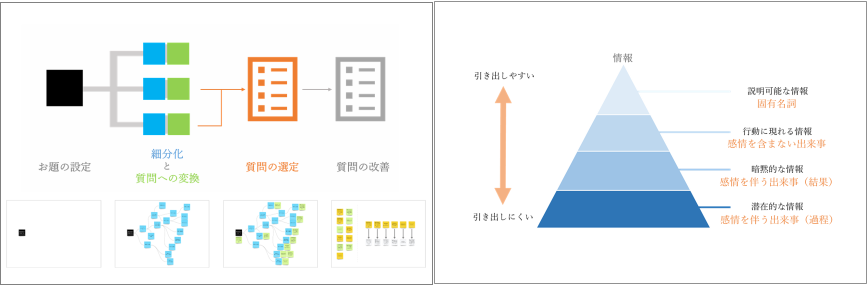 お題の設定
細分化
と
質問への変換
質問の選定
質問の改善
情報
引き出しやすい
引き出しにくい
説明可能な情報
固有名詞
行動に現れる情報
感情を含まない出来事
暗黙的な情報
感情を伴う出来事（結果）
潜在的な情報
感情を伴う出来事（過程）